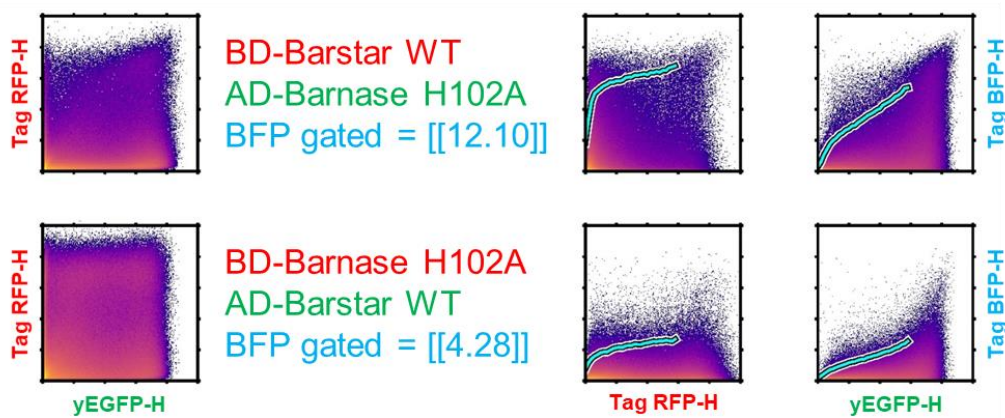 Tag RFP-H
BD-Barstar WT
AD-Barnase H102A
BFP gated = [[12.10]]
Tag BFP-H
Tag RFP-H
BD-Barnase H102A
AD-Barstar WT
BFP gated = [[4.28]]
Tag BFP-H
yEGFP-H
Tag RFP-H
yEGFP-H